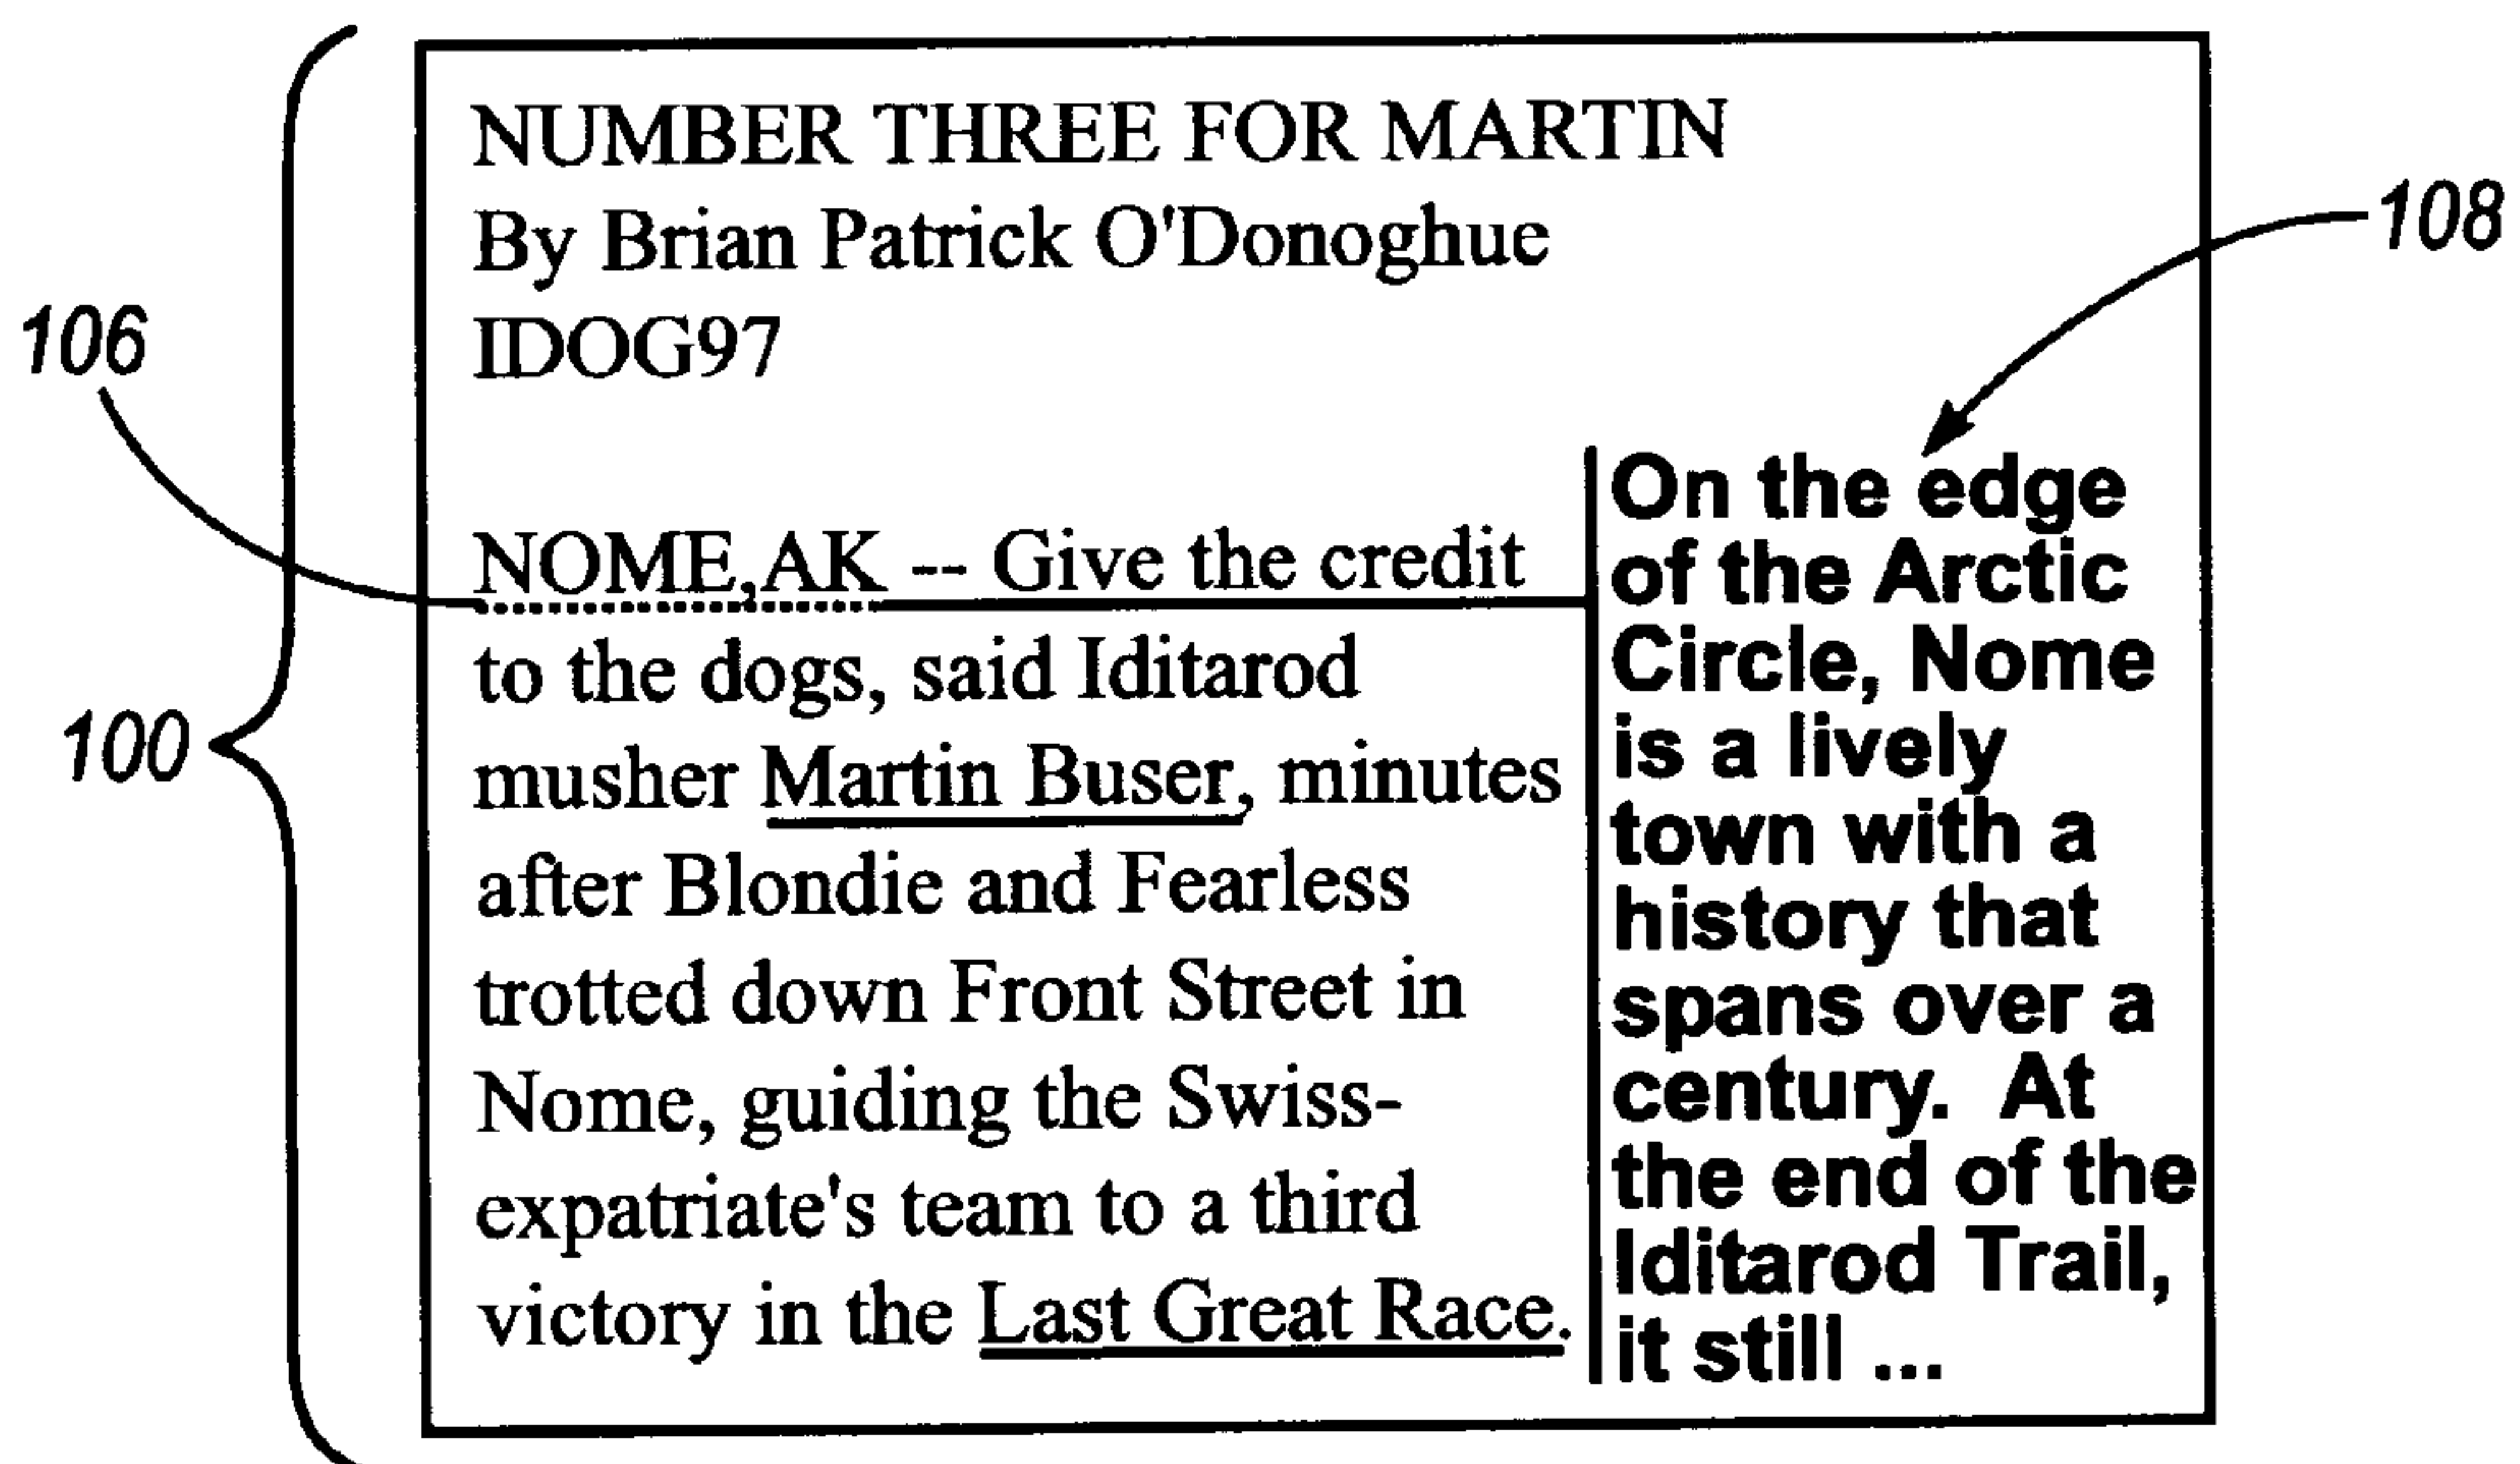 NUMBER THREE FOR MARTIN
By Brian Patrick O'Donoghue
IDOG97
NOME,AK -- Give the credit
to the dogs, said Iditarod
musher Martin Buser, minutes
after Blondie and Fearless
trotted down Front Street in
Nome, guiding the Swiss-
expatriate's team to a third
victory in the Last Great Race.
On the edge
of the Arctic
Circle, Nome
is a lively
town with a
history that
spans over a
century. At
the end of the
Iditarod Trail,
it still ...
106
100
108